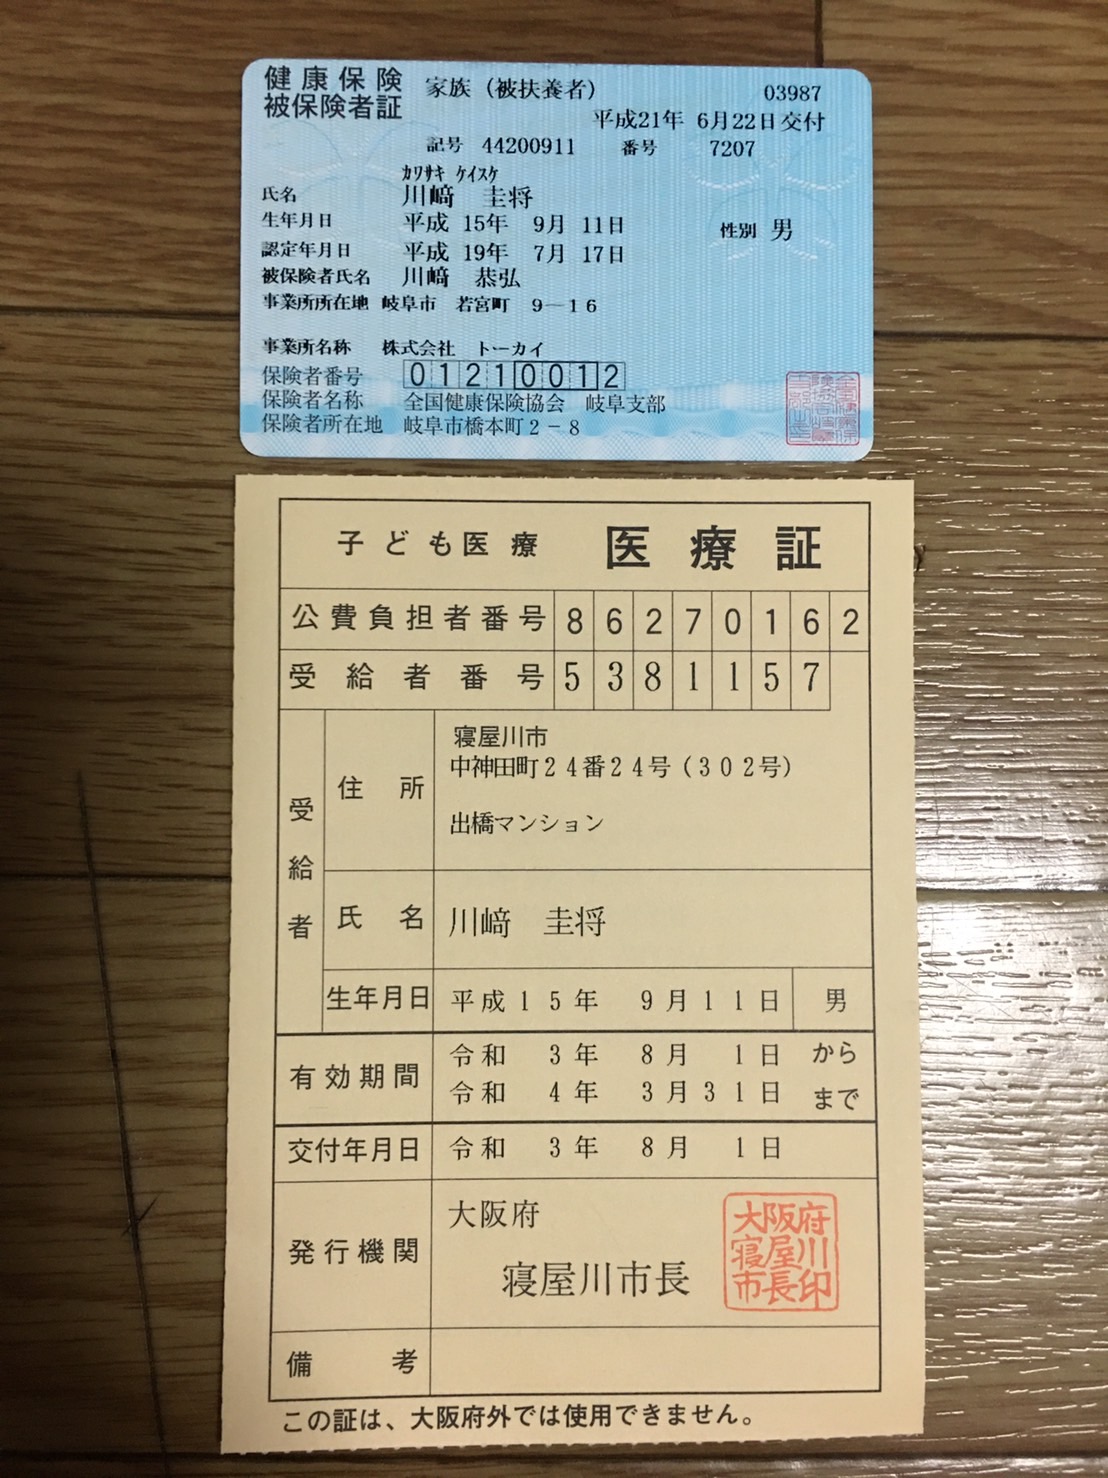 健康保険 家族（被扶養者） 03987
被保険者証 平成21年 6月22日交付
記号 44200911 番号 7207
ｶﾜｻｷ ｹｲｽｹ
氏名 川﨑 圭将
生年月日 平成 15年 9月 11日 性別 男
認定年月日 平成 19年 7月 17日
被保険者氏名 川﨑 恭弘
事業所所在地 岐阜市 若宮町 9－16
事業所名称 株式会社 トーカイ
保険者番号 01210012
保険者名称 全国健康保険協会 岐阜支部
保険者所在地 岐阜市橋本町2－8
子ども医療 医療証
公費負担者番号 86270162
受給者番号 5381157
受給者
住所 寝屋川市
中神田町24番24号（302号）
出橋マンション
氏名 川﨑 圭将
生年月日 平成15年 9月11日 男
有効期間 令和 3年 8月 1日 から
令和 4年 3月31日 まで
交付年月日 令和 3年 8月 1日
発行機関 大阪府
寝屋川市長
大阪府
寝屋川
市長印
備考
この証は、大阪府外では使用できません。